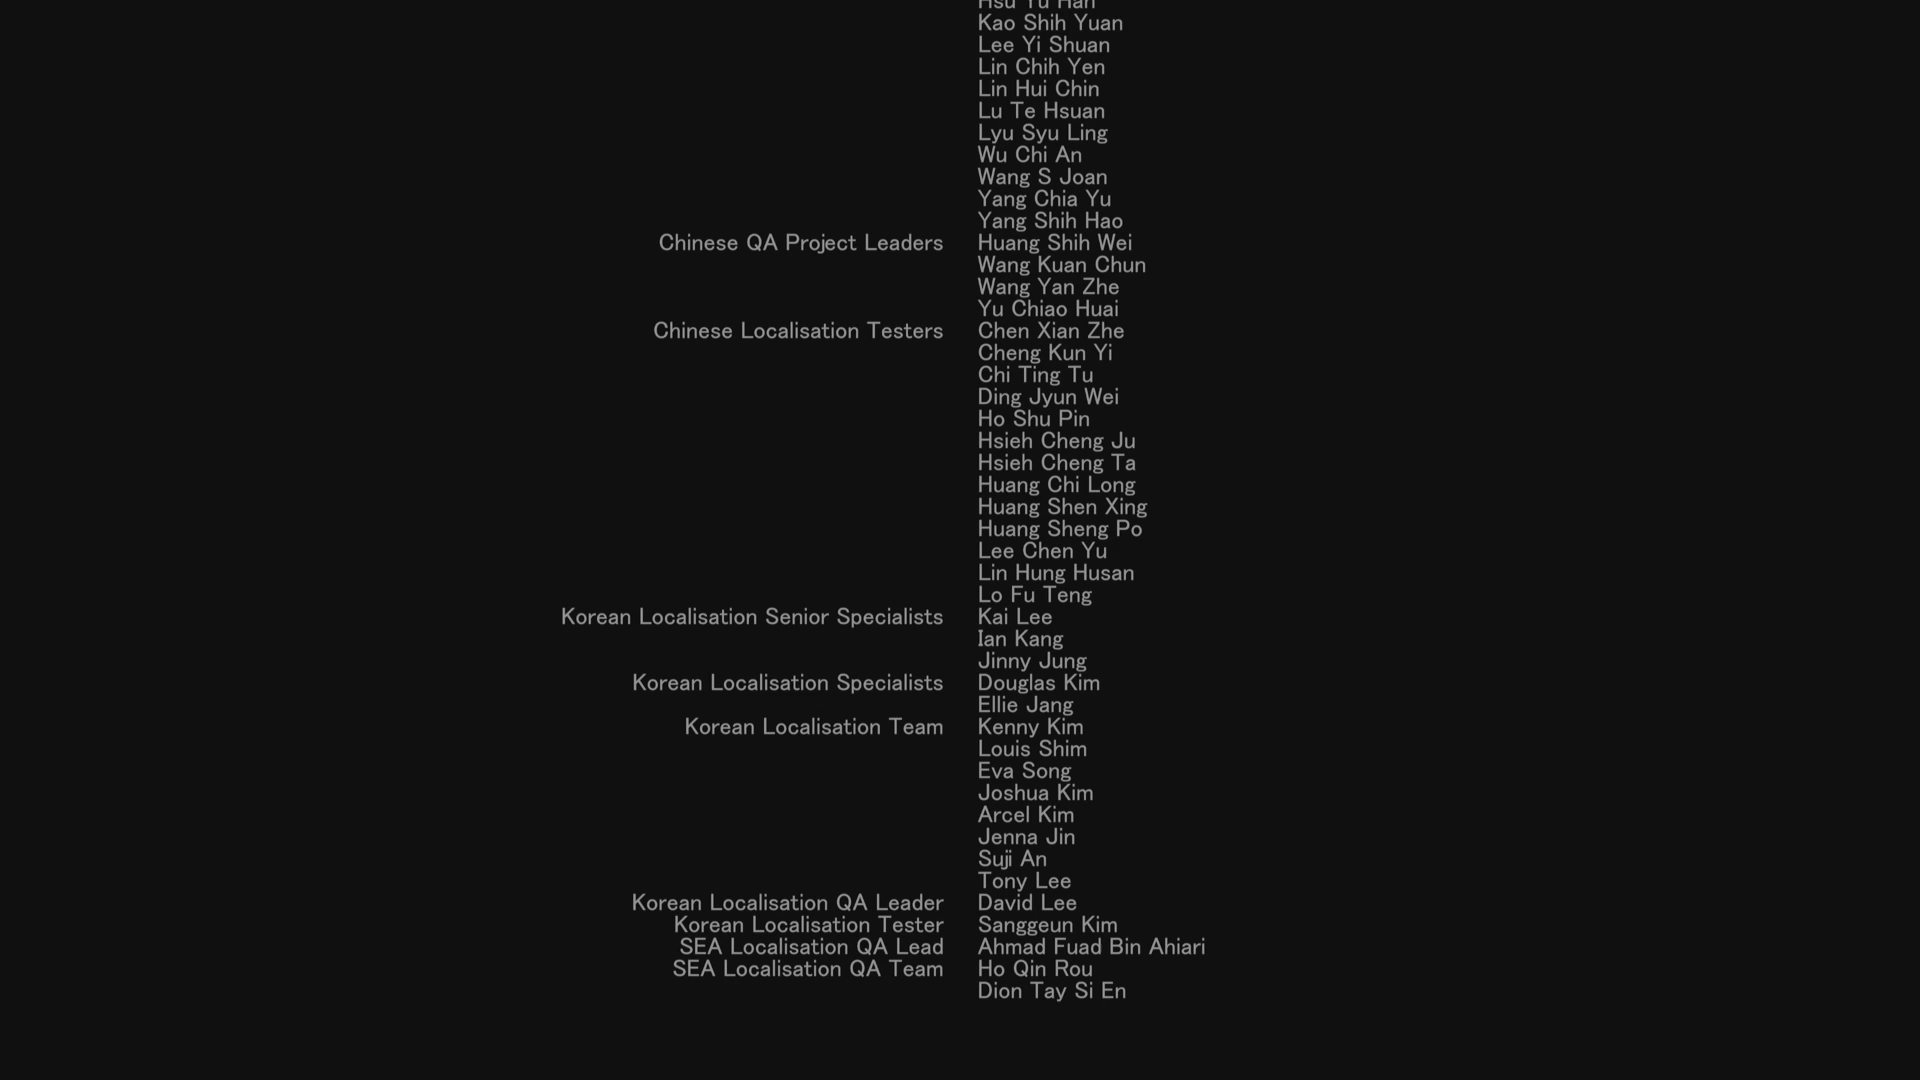 Hsu Yu Han
Kao Shih Yuan
Lee Yi Shuan
Lin Chih Yen
Lin Hui Chin
Lu Te Hsuan
Lyu Syu Ling
Wu Chi An
Wang S Joan
Yang Chia Yu
Yang Shih Hao
Chinese QA Project Leaders Huang Shih Wei
Wang Kuan Chun
Wang Yan Zhe
Yu Chiao Huai
Chinese Localisation Testers Chen Xian Zhe
Cheng Kun Yi
Chi Ting Tu
Ding Jyun Wei
Ho Shu Pin
Hsieh Cheng Ju
Hsieh Cheng Ta
Huang Chi Long
Huang Shen Xing
Huang Sheng Po
Lee Chen Yu
Lin Hung Husan
Lo Fu Teng
Korean Localisation Senior Specialists Kai Lee
Ian Kang
Jinny Jung
Korean Localisation Specialists Douglas Kim
Ellie Jang
Korean Localisation Team Kenny Kim
Louis Shim
Eva Song
Joshua Kim
Arcel Kim
Jenna Jin
Suji An
Tony Lee
Korean Localisation QA Leader David Lee
Korean Localisation Tester Sanggeun Kim
SEA Localisation QA Lead Ahmad Fuad Bin Ahiari
SEA Localisation QA Team Ho Qin Rou
Dion Tay Si En